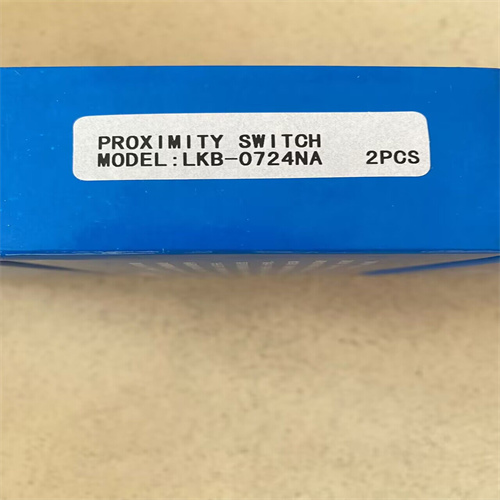 PROXIMITY SWITCH
MODEL:LKB-0724NA 2PCS